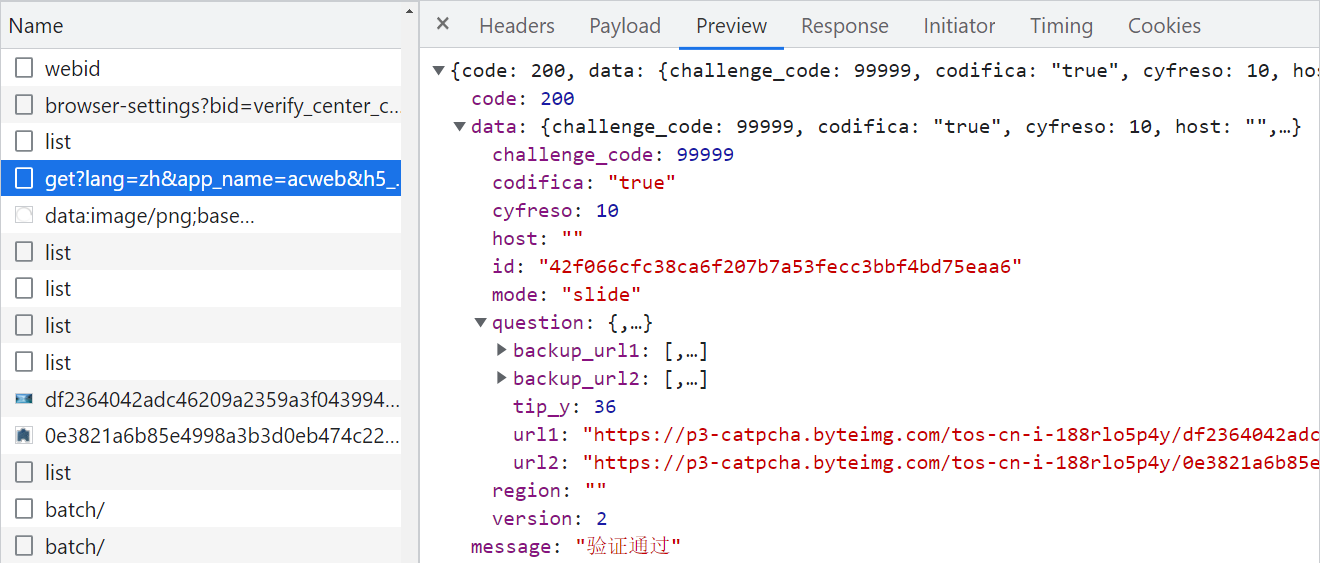 Name
webid
browser-settings?bid=verify_center_c...
list
get?lang=zh&app_name=acweb&h5_...
data:image/png;base...
list
list
list
list
df2364042adc46209a2359a3f043994...
0e3821a6b85e4998a3b3d0eb474c22...
list
batch/
batch/
× Headers Payload Preview Response Initiator Timing Cookies
▼{code: 200, data: {challenge_code: 99999, codifica: "true", cyfreso: 10, hos
code: 200
▼data: {challenge_code: 99999, codifica: "true", cyfreso: 10, host: "",…}
challenge_code: 99999
codifica: "true"
cyfreso: 10
host: ""
id: "42f066cfc38ca6f207b7a53fecc3bbf4bd75eaa6"
mode: "slide"
▼question: {,…}
▶backup_url1: [,…]
▶backup_url2: [,…]
tip_y: 36
url1: "https://p3-catpcha.byteimg.com/tos-cn-i-188rlo5p4y/df2364042adc
url2: "https://p3-catpcha.byteimg.com/tos-cn-i-188rlo5p4y/0e3821a6b85e
region: ""
version: 2
message: "验证通过"